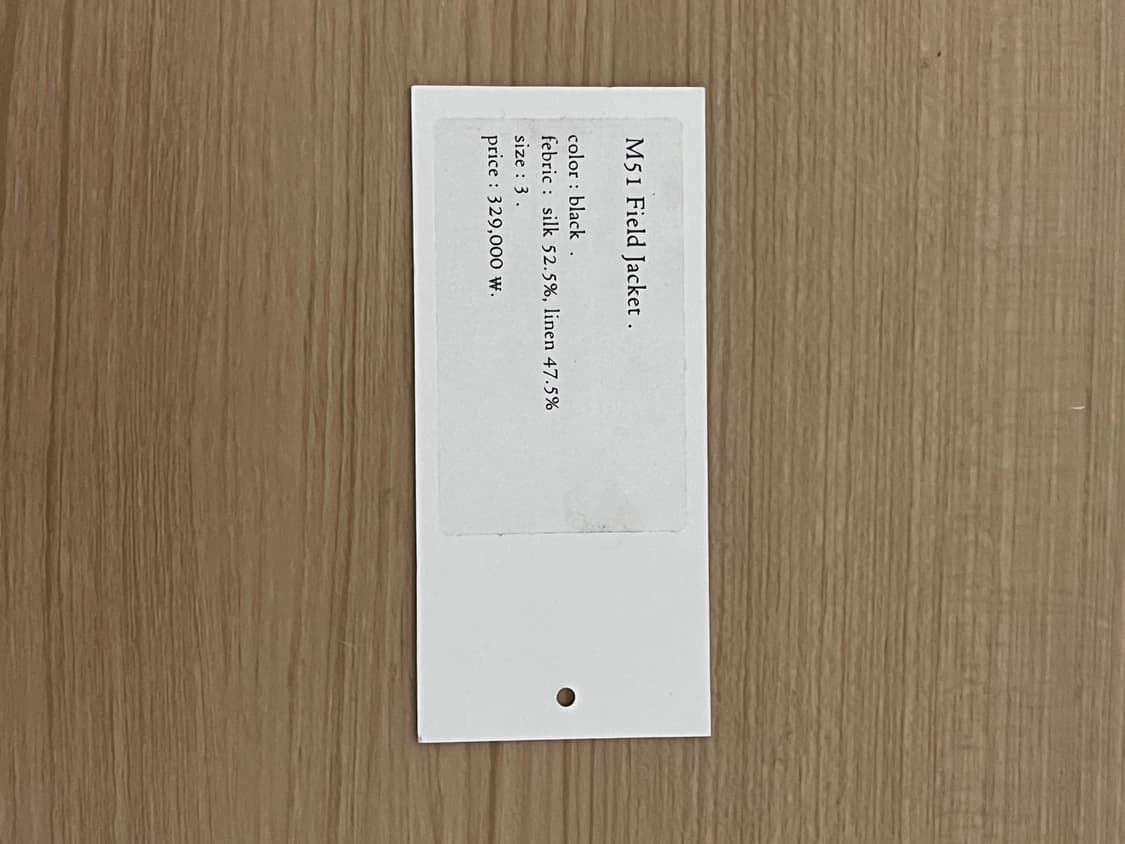 M51 Field Jacket .
color : black .
febric : silk 52.5%, linen 47.5%
size : 3 .
price : 329,000 ₩.